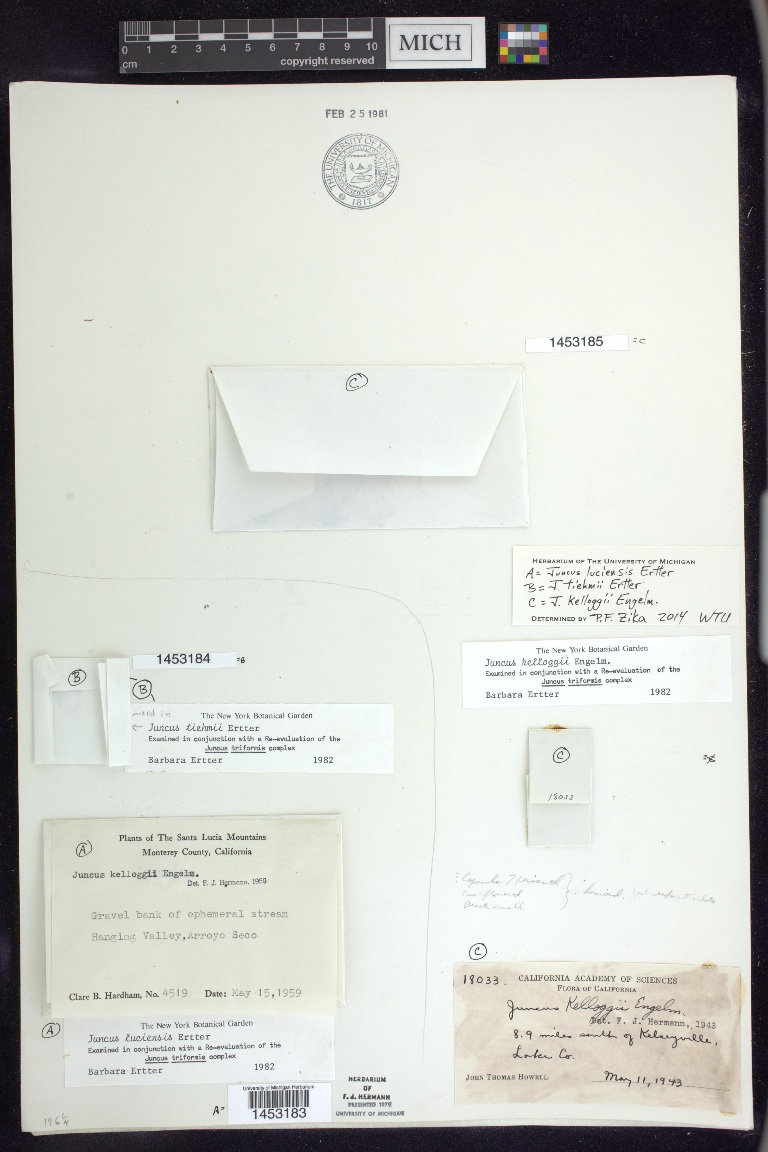 0 1 2 3 4 5 6 7 8 9 10
cm copyright reserved
MICH
FEB 25 1981
THE UNIVERSITY OF MICHIGAN
1817
1453185 = C
C
HERBARIUM OF THE UNIVERSITY OF MICHIGAN
A = Juncus luciensis Ertter
B = J. tiehmii Ertter
C = J. kelloggii Engelm.
DETERMINED BY P.F. Zika 2014 WTU
The New York Botanical Garden
Juncus kelloggii Engelm.
Examined in conjunction with a Re-evaluation of the
Juncus triformis complex
Barbara Ertter 1982
1453184 =B
B
B
mixed in
The New York Botanical Garden
← Juncus tiehmii Ertter
Examined in conjunction with a Re-evaluation of the
Juncus triformis complex
Barbara Ertter 1982
C
18033
A
Plants of The Santa Lucia Mountains
Monterey County, California
Juncus kelloggii Engelm.
Det. F. J. Hermann. 1960
Gravel bank of ephemeral stream
Hanging Valley, Arroyo Seco
Clare B. Hardham, No. 4519 Date: May 15, 1959
A
The New York Botanical Garden
Juncus luciensis Ertter
Examined in conjunction with a Re-evaluation of the
Juncus triformis complex
Barbara Ertter 1982
A=
University of Michigan Herbarium
1453183
HERBARIUM
OF
F. J. HERMANN
PRESENTED 1979
UNIVERSITY OF MICHIGAN
C
18033. CALIFORNIA ACADEMY OF SCIENCES
FLORA OF CALIFORNIA
Juncus Kelloggii Engelm.
Det. F. J. Hermann, 1943
8.9 miles south of Kelseyville,
Lake Co.
JOHN THOMAS HOWELL May 11, 1943